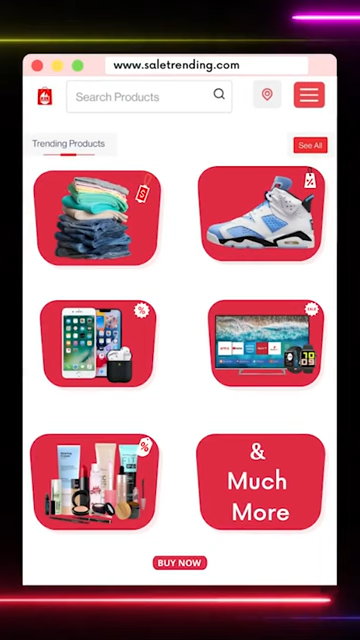 www.saletrending.com
Search Products
Trending Products
See All
&
Much
More
BUY NOW